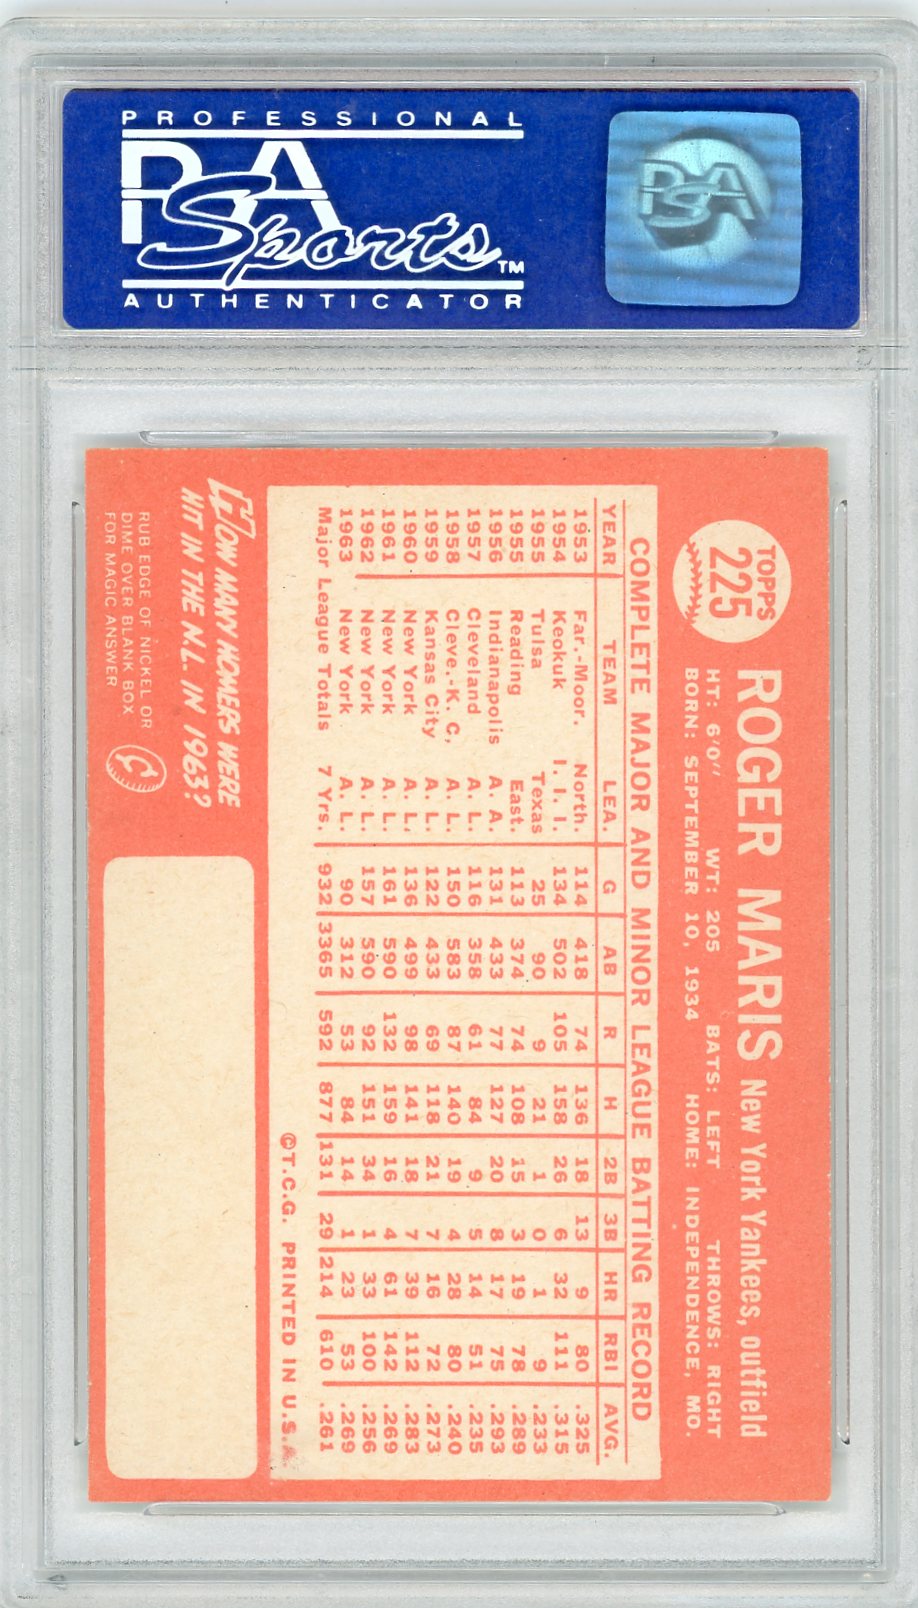 PROFESSIONAL
PSA
Sports™
AUTHENTICATOR
PSA
TOPPS
225
ROGER MARIS New York Yankees, outfield
HT: 6'0" WT: 205 BATS: LEFT THROWS: RIGHT
BORN: SEPTEMBER 10, 1934 HOME: INDEPENDENCE, MO.
COMPLETE MAJOR AND MINOR LEAGUE BATTING RECORD
YEAR TEAM LEA. G AB R H 2B 3B HR RBI AVG.
1953 Far.-Moor. North. 114 418 74 136 18 13 9 80 .325
1954 Keokuk I. I. I. 134 502 105 158 26 6 32 111 .315
1955 Tulsa Texas 25 90 9 21 1 0 1 9 .233
1955 Reading East. 113 374 74 108 15 3 19 78 .289
1956 Indianapolis A. A. 131 433 77 127 20 8 17 75 .293
1957 Cleveland A. L. 116 358 61 84 9 5 14 51 .235
1958 Cleve.-K. C, A. L. 150 583 87 140 19 4 28 80 .240
1959 Kansas City A. L. 122 433 69 118 21 7 16 72 .273
1960 New York A. L. 136 499 98 141 18 7 39 112 .283
1961 New York A. L. 161 590 132 159 16 4 61 142 .269
1962 New York A. L. 157 590 92 151 34 1 33 100 .256
1963 New York A. L. 90 312 53 84 14 1 23 53 .269
Major League Totals 7 Yrs. 932 3365 592 877 131 29 214 610 .261
©T.C.G. PRINTED IN U.S.A.
HOW MANY HOMERS WERE
HIT IN THE N.L. IN 1963?
RUB EDGE OF NICKEL OR
DIME OVER BLANK BOX
FOR MAGIC ANSWER